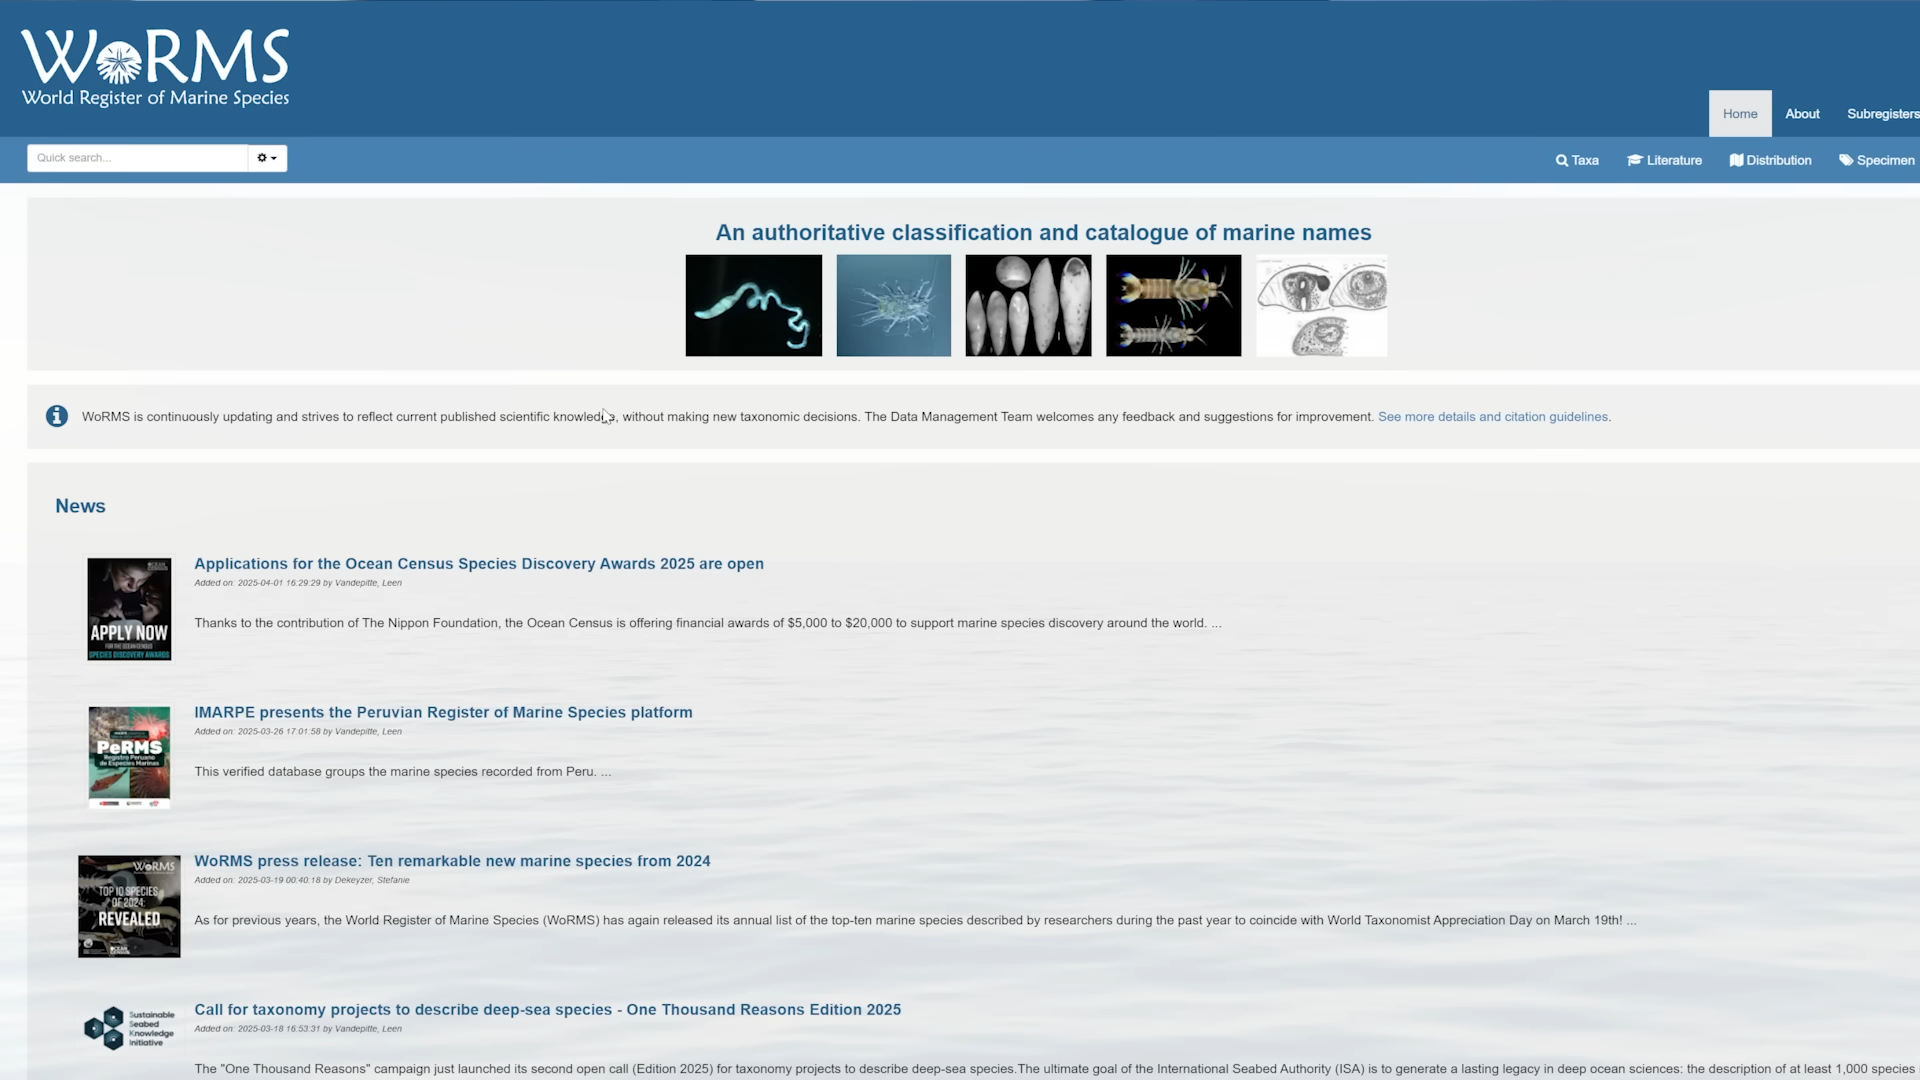 WoRMS
World Register of Marine Species
Home About Subregisters
Quick search...
Taxa Literature Distribution Specimen
An authoritative classification and catalogue of marine names
WoRMS is continuously updating and strives to reflect current published scientific knowledge, without making new taxonomic decisions. The Data Management Team welcomes any feedback and suggestions for improvement. See more details and citation guidelines.
News
Applications for the Ocean Census Species Discovery Awards 2025 are open
Added on: 2025-04-01 16:29:29 by Vandepitte, Leen
APPLY NOW
FOR THE OCEAN CENSUS
SPECIES DISCOVERY AWARDS
Thanks to the contribution of The Nippon Foundation, the Ocean Census is offering financial awards of $5,000 to $20,000 to support marine species discovery around the world. ...
IMARPE presents the Peruvian Register of Marine Species platform
Added on: 2025-03-26 17:01:58 by Vandepitte, Leen
PeRMS
Registro Peruano
de Especies Marinas
This verified database groups the marine species recorded from Peru. ...
WoRMS press release: Ten remarkable new marine species from 2024
Added on: 2025-03-19 00:40:18 by Dekeyzer, Stefanie
WoRMS
TOP 10 SPECIES
OF 2024:
REVEALED
As for previous years, the World Register of Marine Species (WoRMS) has again released its annual list of the top-ten marine species described by researchers during the past year to coincide with World Taxonomist Appreciation Day on March 19th! ...
Call for taxonomy projects to describe deep-sea species - One Thousand Reasons Edition 2025
Added on: 2025-03-18 16:53:31 by Vandepitte, Leen
Sustainable
Seabed
Knowledge
Initiative
The "One Thousand Reasons" campaign just launched its second open call (Edition 2025) for taxonomy projects to describe deep-sea species.The ultimate goal of the International Seabed Authority (ISA) is to generate a lasting legacy in deep ocean sciences: the description of at least 1,000 species